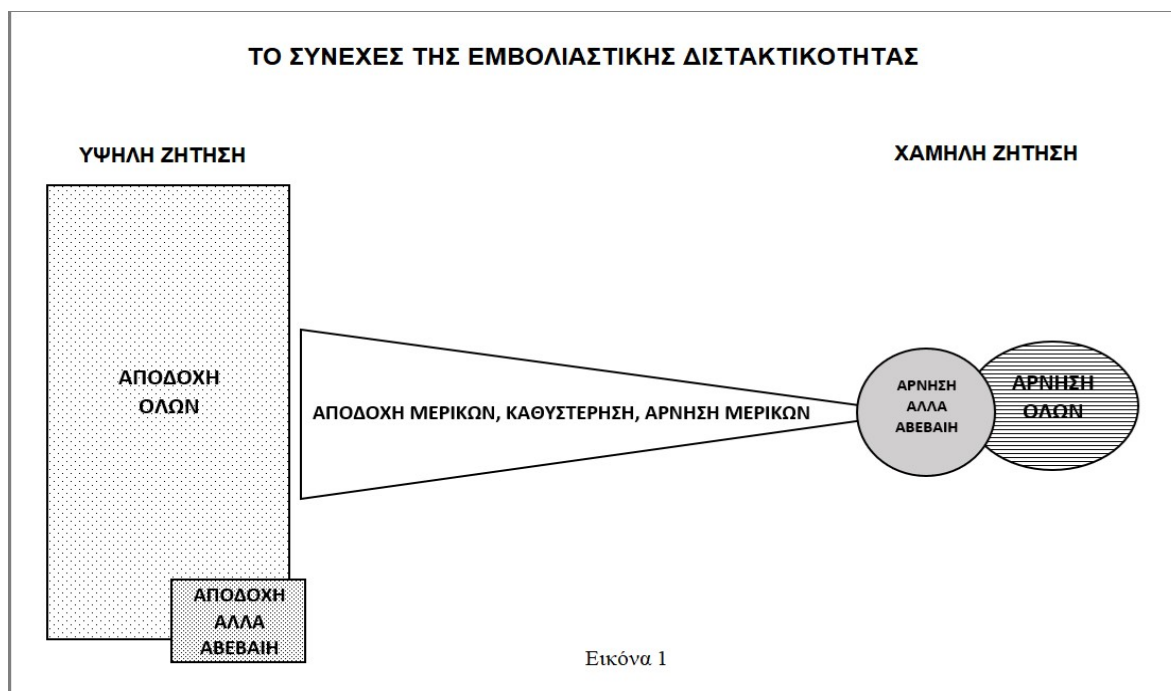 ΤΟ ΣΥΝΕΧΕΣ ΤΗΣ ΕΜΒΟΛΙΑΣΤΙΚΗΣ ΔΙΣΤΑΚΤΙΚΟΤΗΤΑΣ
ΥΨΗΛΗ ΖΗΤΗΣΗ
ΧΑΜΗΛΗ ΖΗΤΗΣΗ
ΑΠΟΔΟΧΗ
ΟΛΩΝ
ΑΠΟΔΟΧΗ ΜΕΡΙΚΩΝ, ΚΑΘΥΣΤΕΡΗΣΗ, ΑΡΝΗΣΗ ΜΕΡΙΚΩΝ
ΑΡΝΗΣΗ
ΑΛΛΑ
ΑΒΕΒΑΙΗ
ΑΡΝΗΣΗ
ΟΛΩΝ
ΑΠΟΔΟΧΗ
ΑΛΛΑ
ΑΒΕΒΑΙΗ
Εικόνα 1